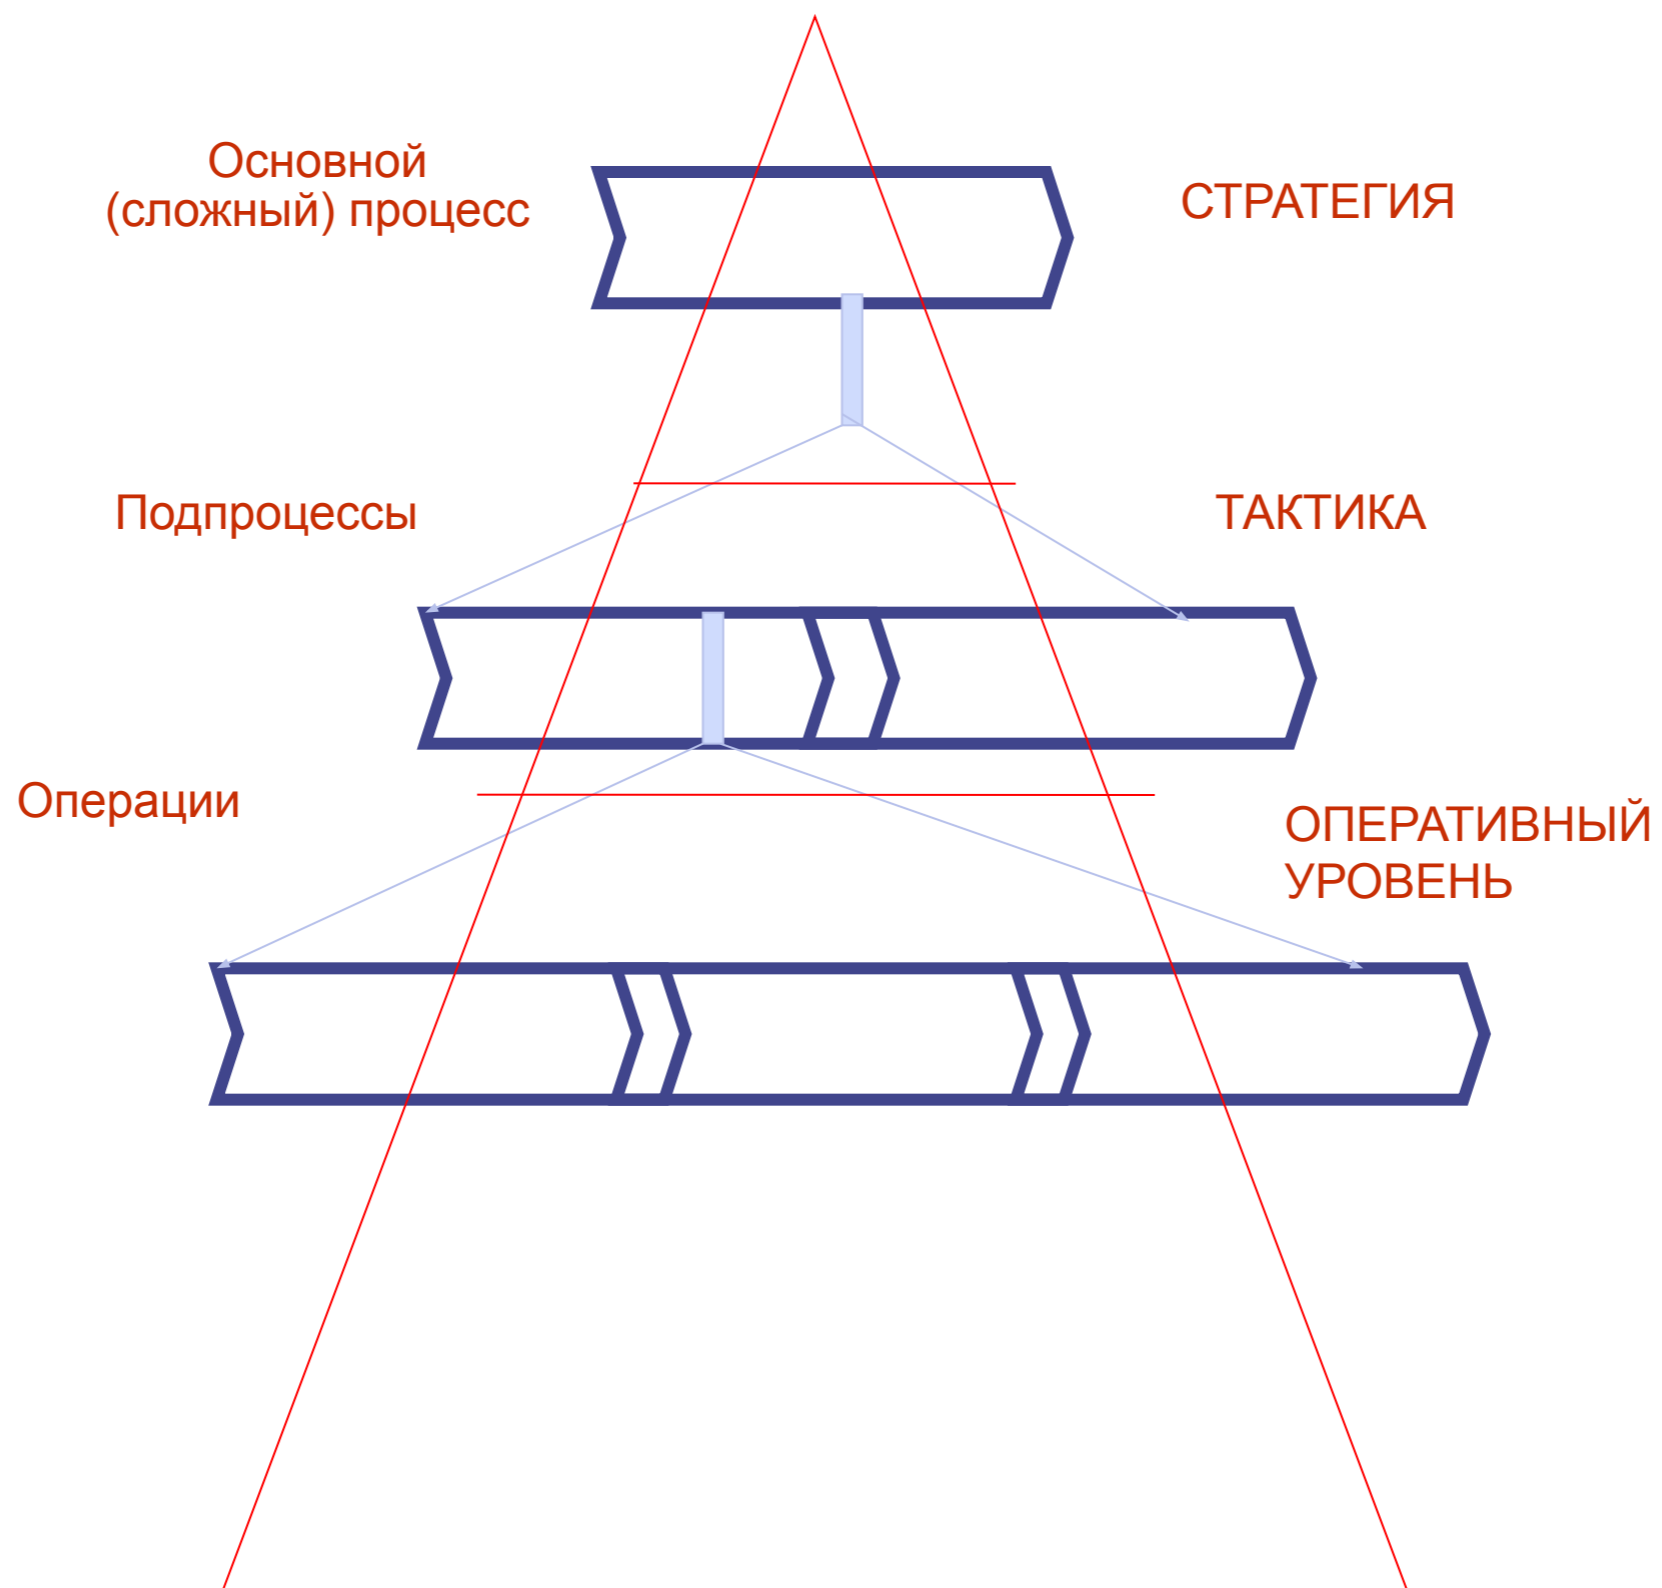 Основной
(сложный) процесс
СТРАТЕГИЯ
Подпроцессы
ТАКТИКА
Операции
ОПЕРАТИВНЫЙ
УРОВЕНЬ